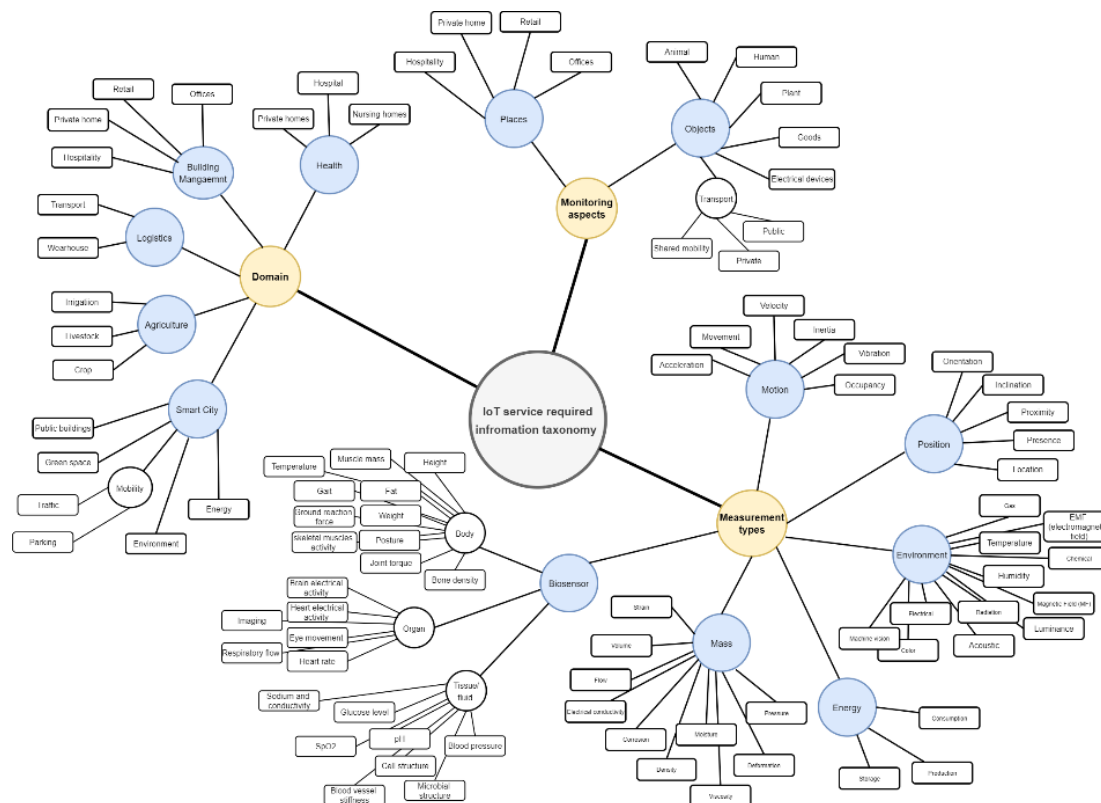 Private home
Retail
Hospitality
Offices
Places
Animal
Human
Plant
Goods
Electrical devices
Objects
Transport
Public
Private
Shared mobility
Monitoring
aspects
Retail
Offices
Private home
Hospitality
Building
Mangaemnt
Hospital
Private homes
Nursing homes
Health
Transport
Wearhouse
Logistics
Domain
Irrigation
Livestock
Crop
Agriculture
Smart City
Public buildings
Green space
Mobility
Traffic
Parking
Environment
Energy
IoT service required
infromation taxonomy
Velocity
Movement
Inertia
Acceleration
Vibration
Occupancy
Motion
Orientation
Inclination
Proximity
Presence
Location
Position
Measurement
types
Gas
EMF
(electromagnet
field)
Temperature
Chemical
Humidity
Magnetic Field (MF)
Luminance
Radiation
Acoustic
Electrical
Color
Machine vision
Environment
Muscle mass
Height
Temperature
Gait
Fat
Ground reaction
force
Weight
skeletal muscles
activity
Posture
Joint torque
Bone density
Body
Biosensor
Brain electrical
activity
Imaging
Heart electrical
activity
Eye movement
Respiratory flow
Heart rate
Organ
Tissue/
fluid
Sodium and
conductivity
Glucose level
SpO2
pH
Blood pressure
Cell structure
Blood vessel
stiffness
Microbial
structure
Strain
Volume
Flow
Electrical conductivity
Corrosion
Density
Moisture
Viscosity
Deformation
Pressure
Mass
Energy
Consumption
Production
Storage